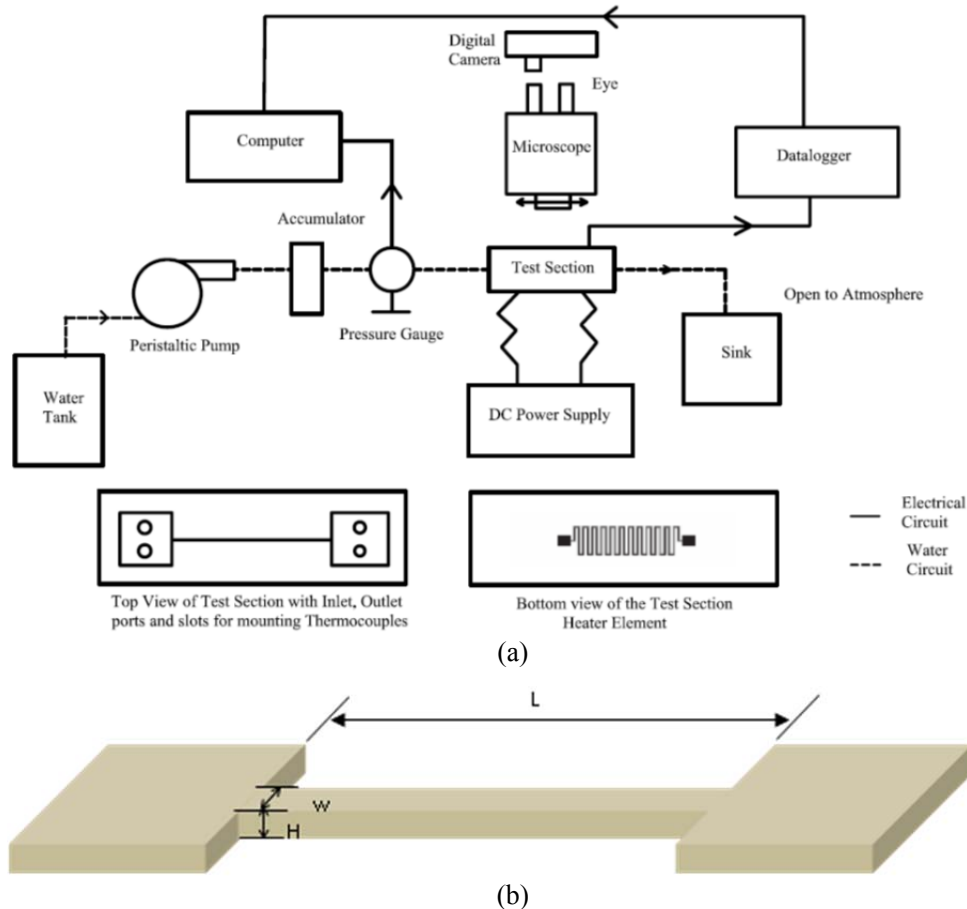 Digital
Camera
Eye
Computer
Microscope
Datalogger
Accumulator
Test Section
Open to Atmosphere
Pressure Gauge
Peristaltic Pump
Sink
Water
Tank
DC Power Supply
Electrical
Circuit
Water
Circuit
Top View of Test Section with Inlet, Outlet
ports and slots for mounting Thermocouples
Bottom view of the Test Section
Heater Element
(a)
L
W
H
(b)